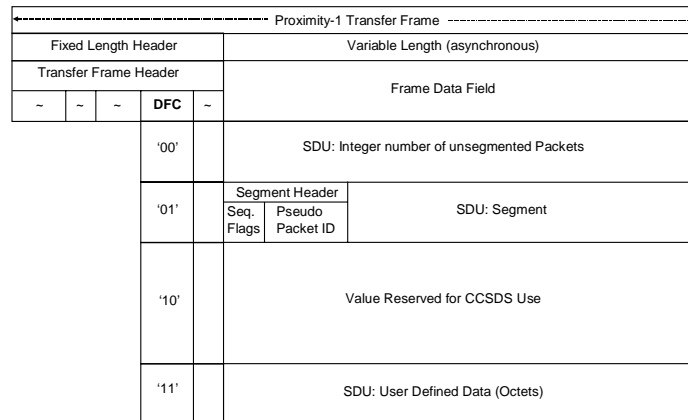 Proximity-1 Transfer Frame
Fixed Length Header
Variable Length (asynchronous)
Transfer Frame Header
Frame Data Field
~ ~ ~ DFC ~
‘00’
SDU: Integer number of unsegmented Packets
‘01’
Segment Header
Seq. Flags
Pseudo Packet ID
SDU: Segment
‘10’
Value Reserved for CCSDS Use
‘11’
SDU: User Defined Data (Octets)